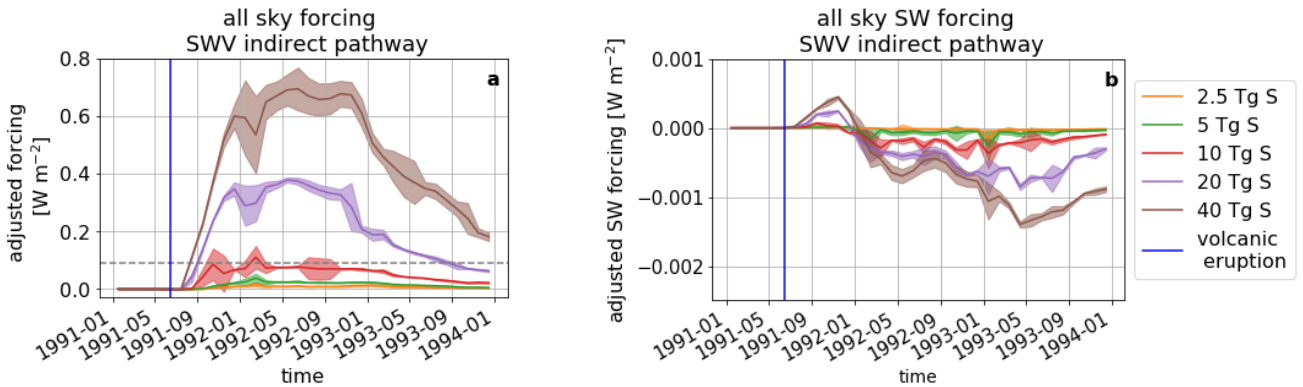 all sky forcing
SWV indirect pathway
a
adjusted forcing
[W m⁻²]
0.8
0.6
0.4
0.2
0.0
1991-01
1991-05
1991-09
1992-01
1992-05
1992-09
1993-01
1993-05
1993-09
1994-01
time
all sky SW forcing
SWV indirect pathway
b
adjusted SW forcing [W m⁻²]
0.001
0.000
−0.001
−0.002
1991-01
1991-05
1991-09
1992-01
1992-05
1992-09
1993-01
1993-05
1993-09
1994-01
time
2.5 Tg S
5 Tg S
10 Tg S
20 Tg S
40 Tg S
volcanic
eruption